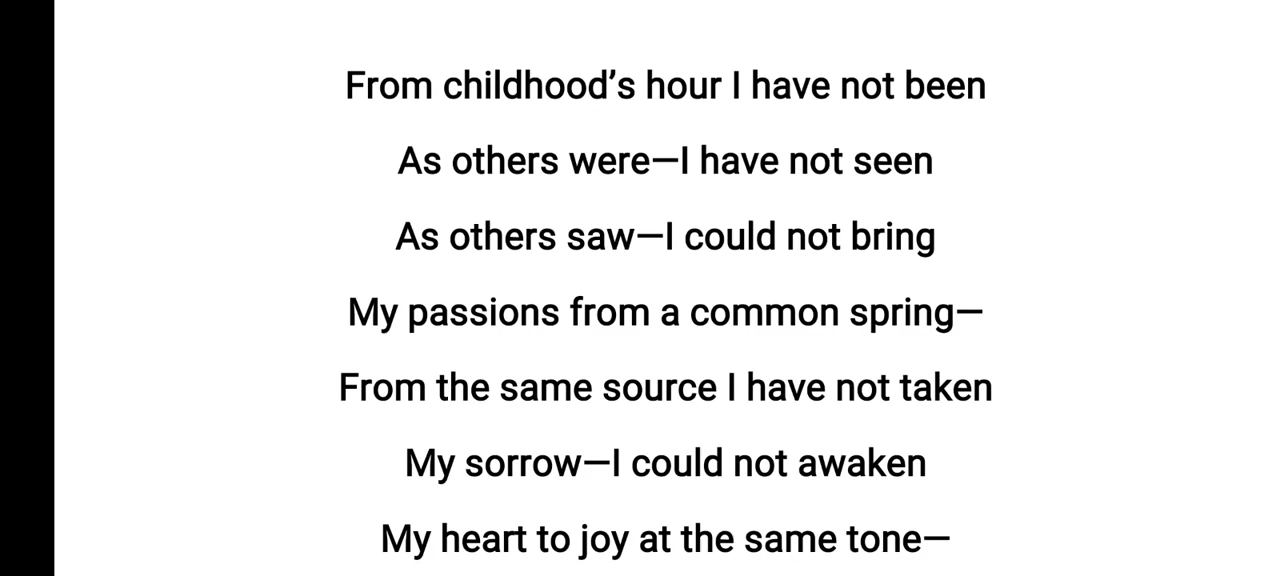 From childhood’s hour I have not been
As others were—I have not seen
As others saw—I could not bring
My passions from a common spring—
From the same source I have not taken
My sorrow—I could not awaken
My heart to joy at the same tone—